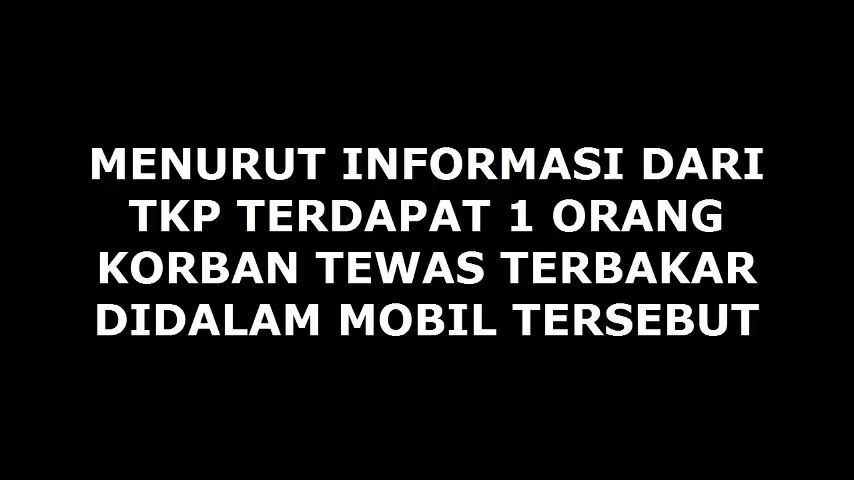 MENURUT INFORMASI DARI
TKP TERDAPAT 1 ORANG
KORBAN TEWAS TERBAKAR
DIDALAM MOBIL TERSEBUT